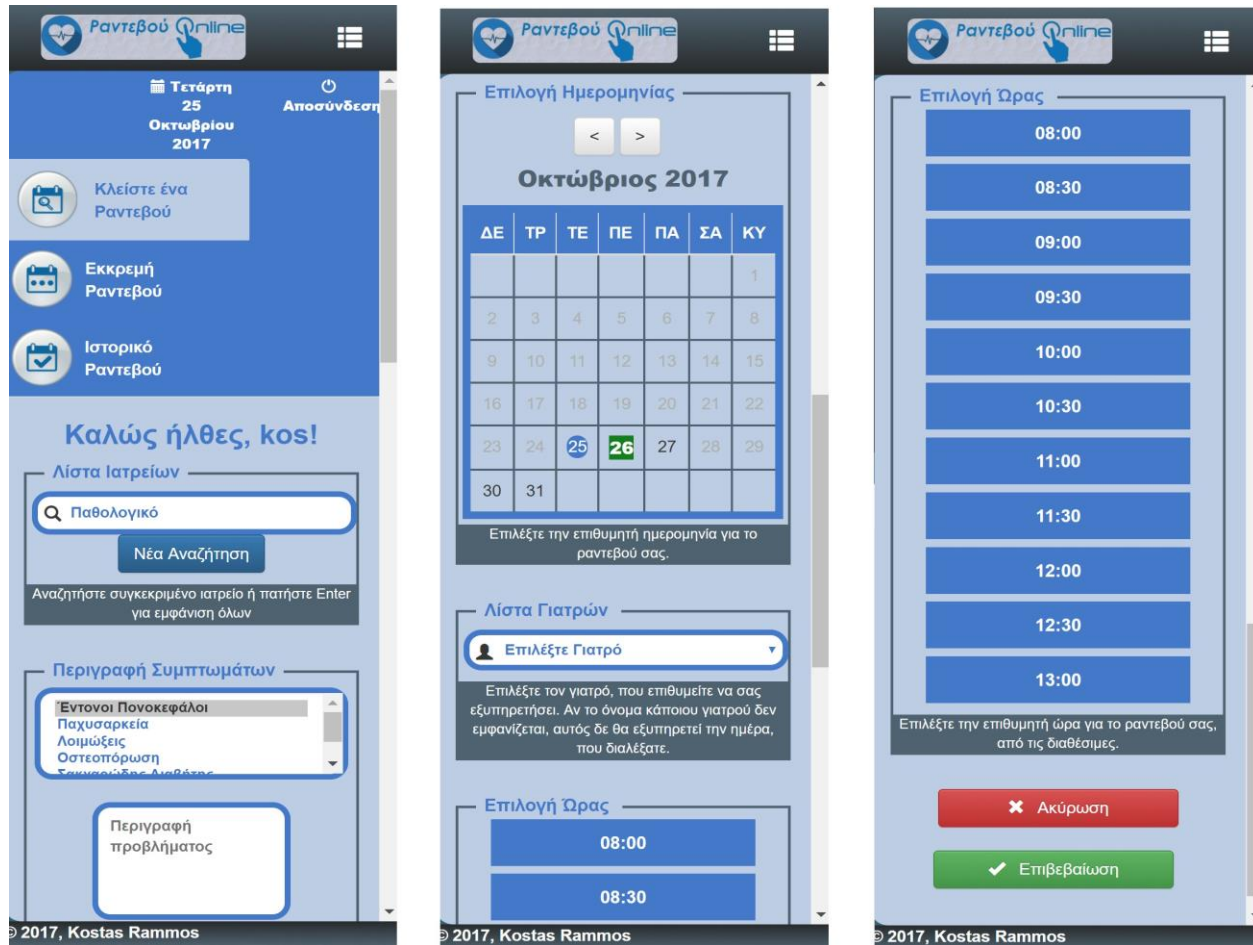 Ραντεβού Online
Τετάρτη
25
Οκτωβρίου
2017
Αποσύνδεση
Κλείστε ένα
Ραντεβού
Εκκρεμή
Ραντεβού
Ιστορικό
Ραντεβού
Καλώς ήλθες, kos!
Λίστα Ιατρείων
Παθολογικό
Νέα Αναζήτηση
Αναζητήστε συγκεκριμένο ιατρείο ή πατήστε Enter
για εμφάνιση όλων
Περιγραφή Συμπτωμάτων
Έντονοι Πονοκεφάλοι
Παχυσαρκεία
Λοιμώξεις
Οστεοπόρωση
Σακχαρώδης Διαβήτης
Περιγραφή
προβλήματος
© 2017, Kostas Rammos
Ραντεβού Online
Επιλογή Ημερομηνίας
< >
Οκτώβριος 2017
ΔΕ ΤΡ ΤΕ ΠΕ ΠΑ ΣΑ ΚΥ
1
2 3 4 5 6 7 8
9 10 11 12 13 14 15
16 17 18 19 20 21 22
23 24 25 26 27 28 29
30 31
Επιλέξτε την επιθυμητή ημερομηνία για το
ραντεβού σας.
Λίστα Γιατρών
Επιλέξτε Γιατρό
Επιλέξτε τον γιατρό, που επιθυμείτε να σας
εξυπηρετήσει. Αν το όνομα κάποιου γιατρού δεν
εμφανίζεται, αυτός δε θα εξυπηρετεί την ημέρα,
που διαλέξατε.
Επιλογή Ώρας
08:00
08:30
© 2017, Kostas Rammos
Ραντεβού Online
Επιλογή Ώρας
08:00
08:30
09:00
09:30
10:00
10:30
11:00
11:30
12:00
12:30
13:00
Επιλέξτε την επιθυμητή ώρα για το ραντεβού σας,
από τις διαθέσιμες.
Ακύρωση
Επιβεβαίωση
© 2017, Kostas Rammos